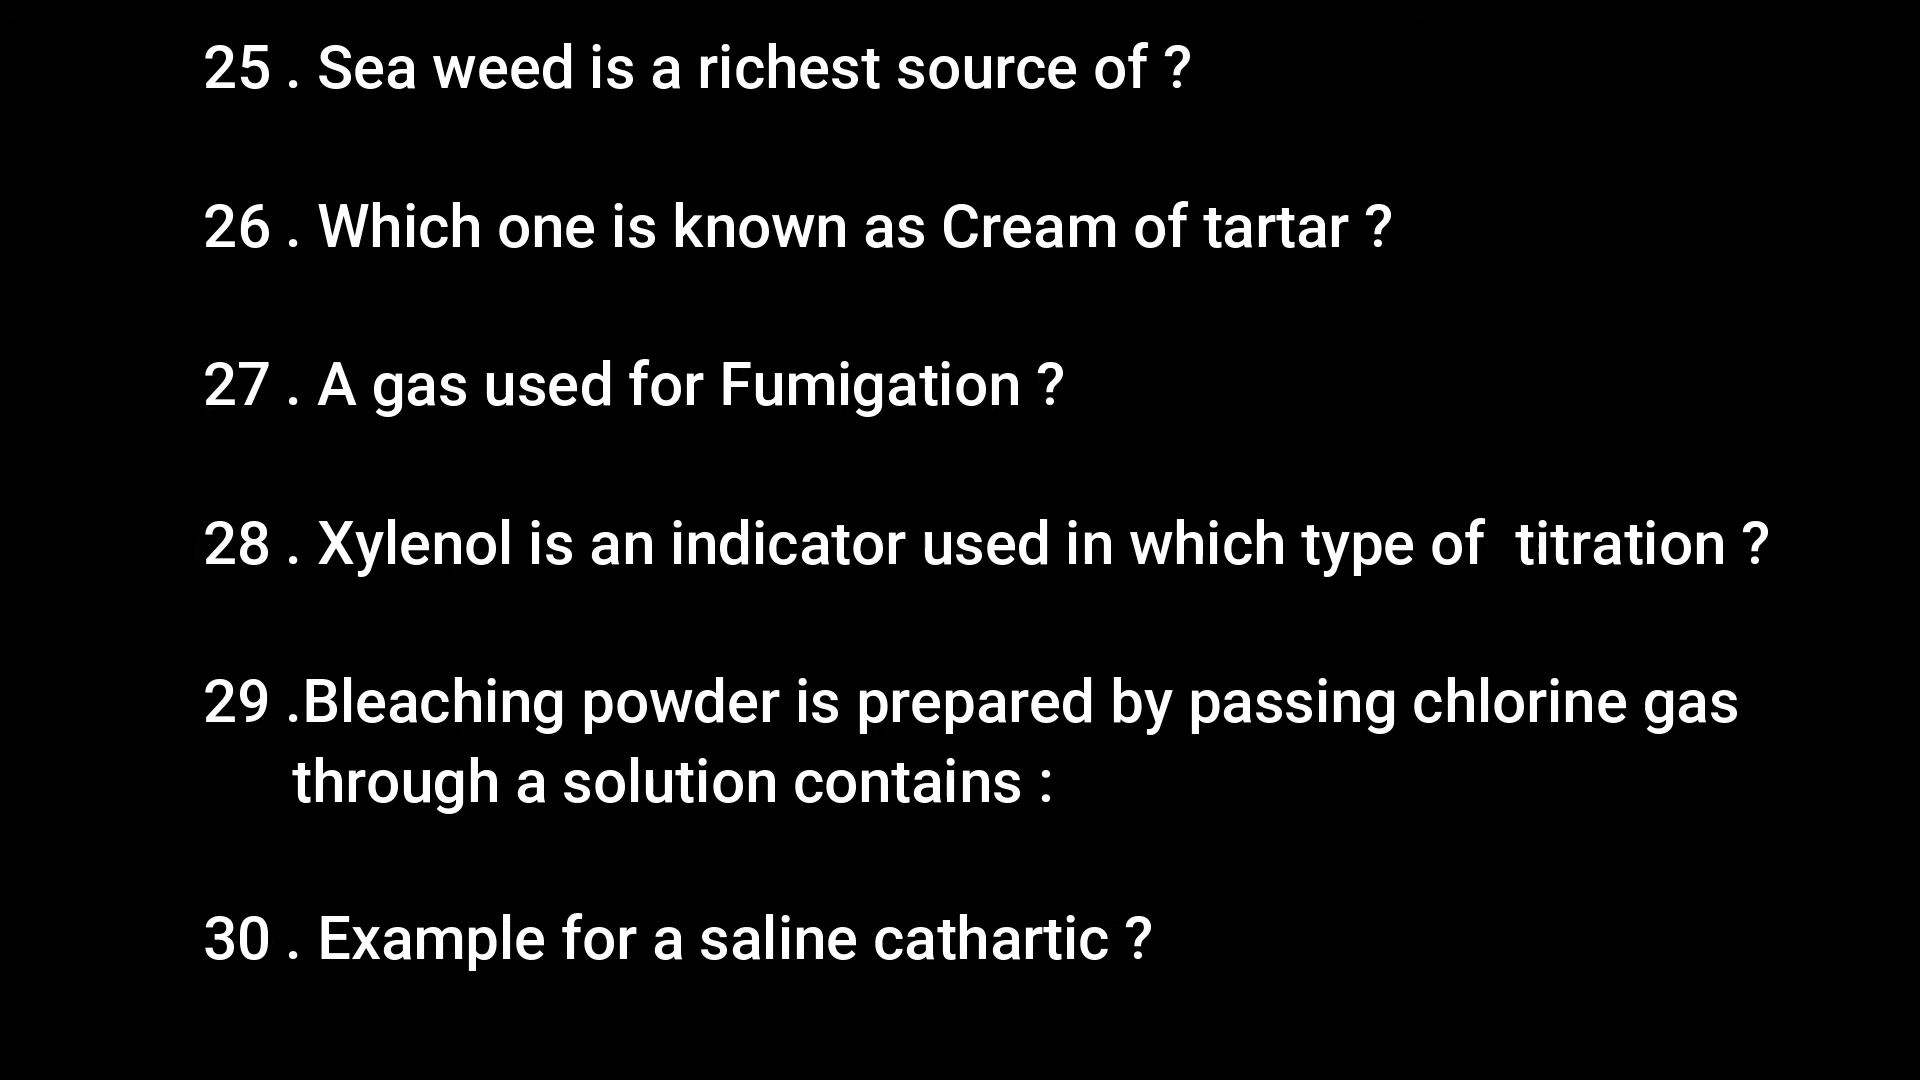 25 . Sea weed is a richest source of ?
26 . Which one is known as Cream of tartar ?
27 . A gas used for Fumigation ?
28 . Xylenol is an indicator used in which type of  titration ?
29 .Bleaching powder is prepared by passing chlorine gas
through a solution contains :
30 . Example for a saline cathartic ?